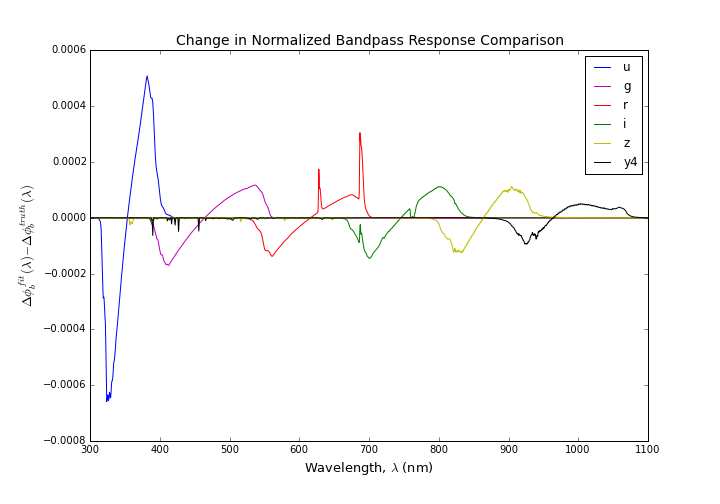 Change in Normalized Bandpass Response Comparison
0.0006
0.0004
0.0002
0.0000
−0.0002
−0.0004
−0.0006
−0.0008
Δϕ_b^fit (λ)−Δϕ_b^truth (λ)
u
g
r
i
z
y4
300 400 500 600 700 800 900 1000 1100
Wavelength, λ (nm)